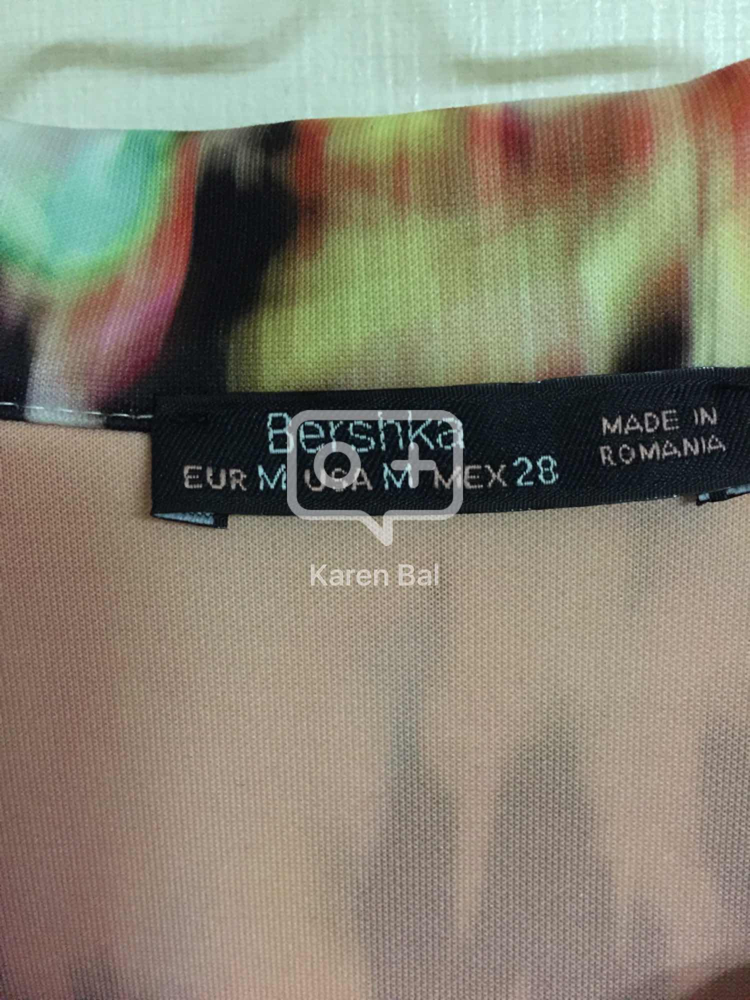 Bershka
EUR M USA M MEX 28
MADE IN
ROMANIA
Karen Bal